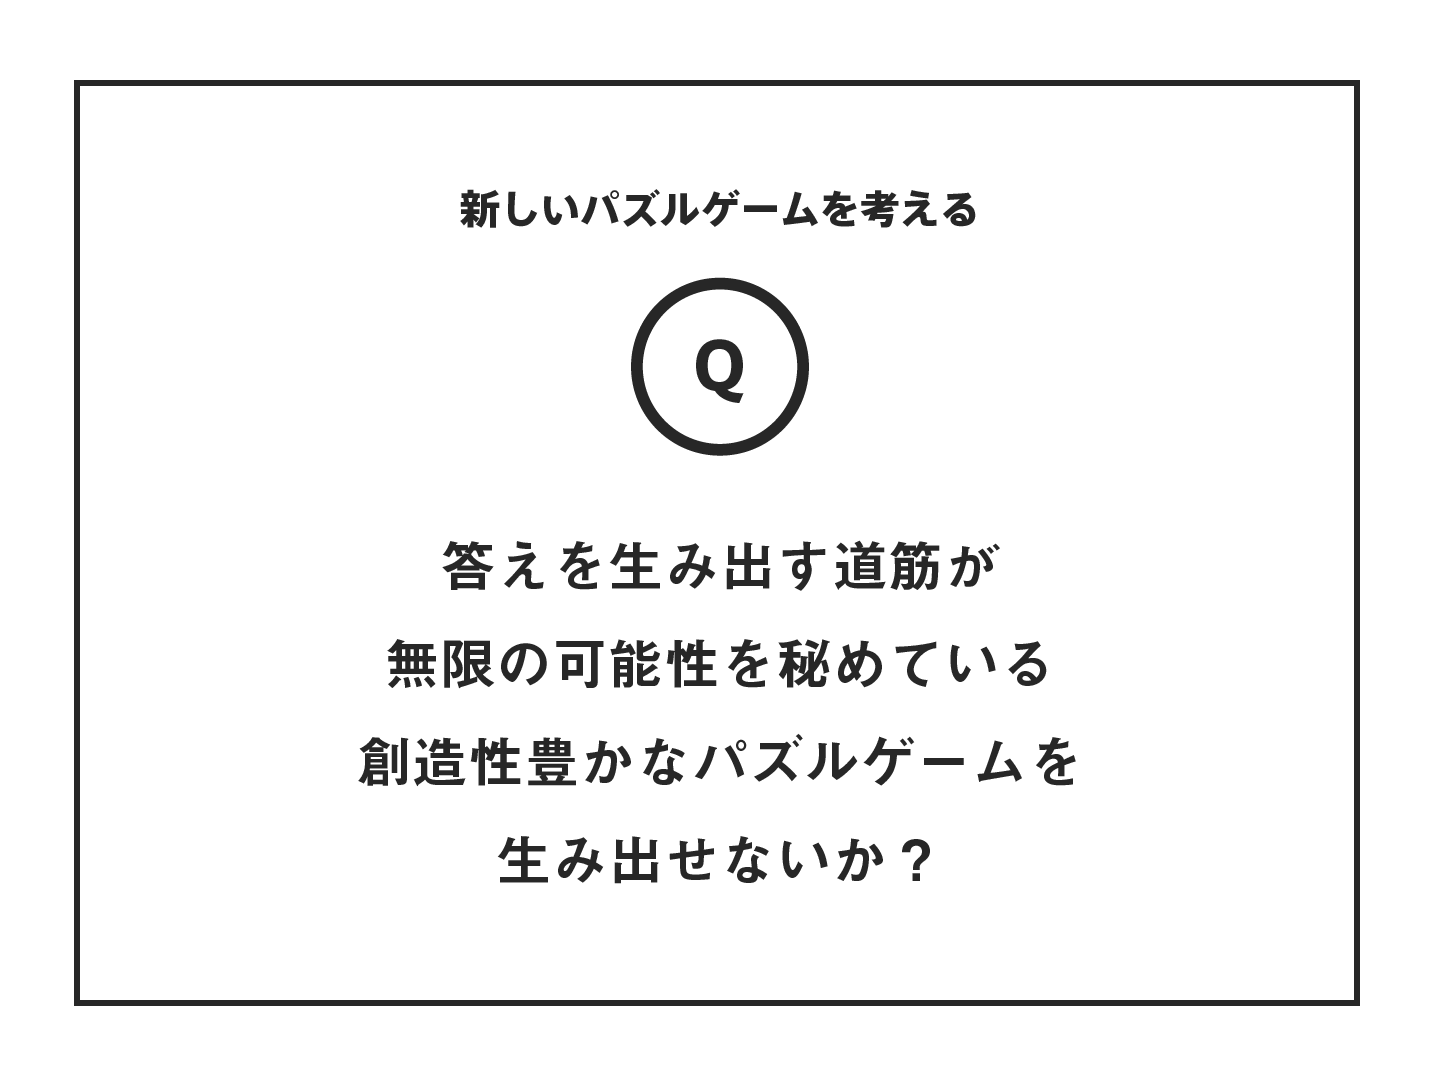 新しいパズルゲームを考える
Q
答えを生み出す道筋が
無限の可能性を秘めている
創造性豊かなパズルゲームを
生み出せないか？